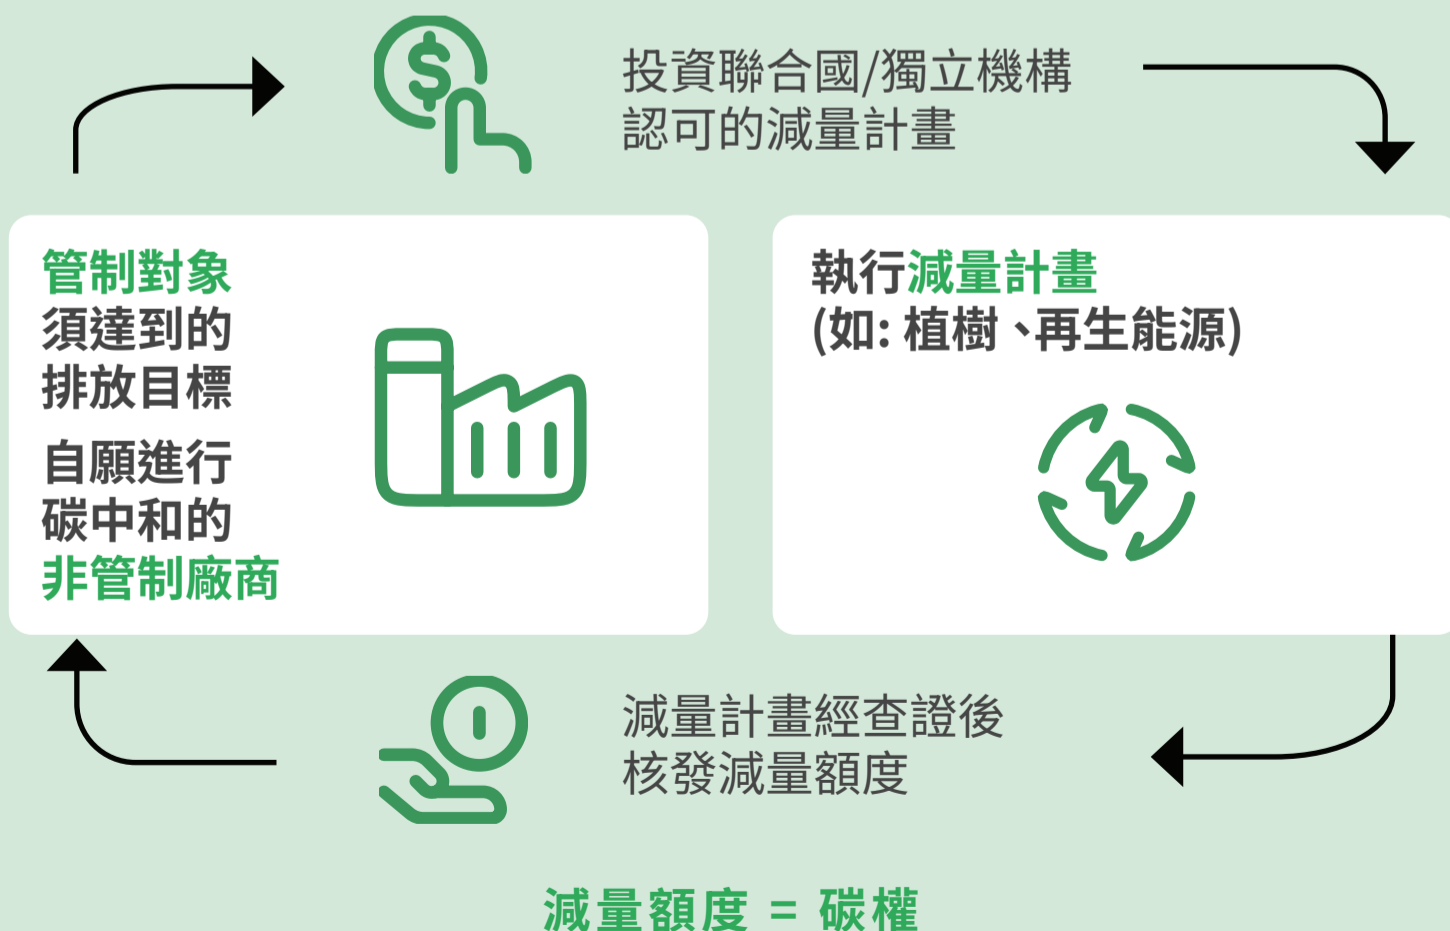 投資聯合國/獨立機構
認可的減量計畫
管制對象
須達到的
排放目標
自願進行
碳中和的
非管制廠商
執行減量計畫
(如: 植樹、再生能源)
減量計畫經查證後
核發減量額度
減量額度 = 碳權